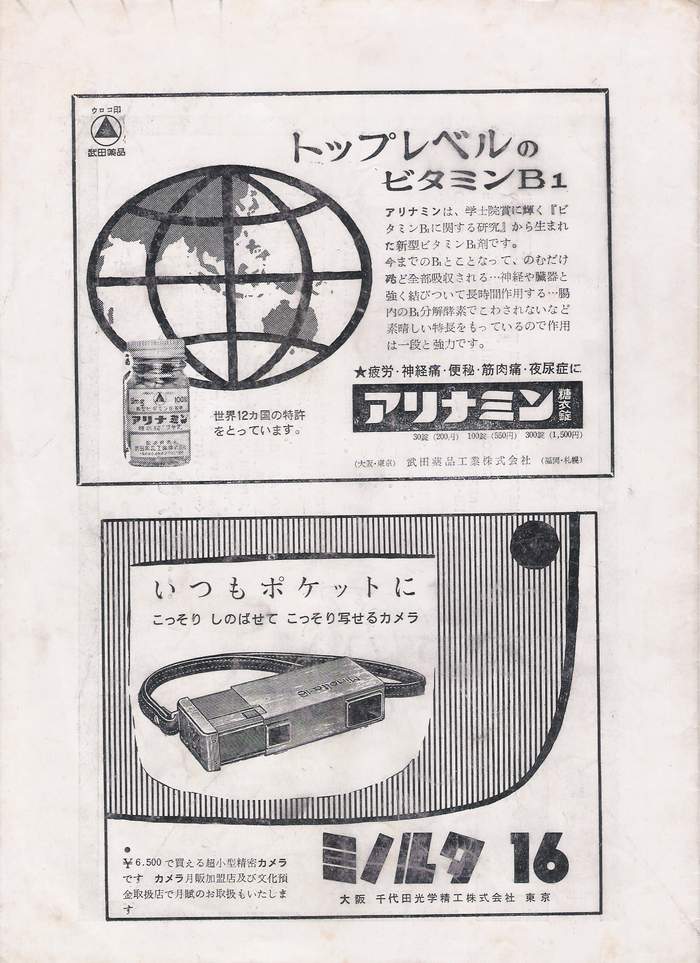 ウロコ印
武田薬品
トップレベルの
ビタミンB1
アリナミンは、学士院賞に輝く『ビ
タミンB₁に関する研究』から生まれ
た新型ビタミンB₁剤です。
今までのB₁とことなって、のむだけ
殆ど全部吸収される…神経や臓器と
強く結びついて長時間作用する…腸
内のB₁分解酵素でこわされないなど
素晴しい特長をもっているので作用
は一段と強力です。
★疲労・神経痛・便秘・筋肉痛・夜尿症に
アリナミン 糖衣錠
30錠 (200円) 100錠 (550円) 300錠 (1,500円)
(大阪・東京) 武田薬品工業株式会社 (福岡・札幌)
5mg 100錠
アリナミン
世界12カ国の特許
をとっています。
いつもポケットに
こっそり しのばせて こっそり写せるカメラ
Minolta-16
¥6,500で買える超小型精密カメラ
です カメラ月販加盟店及び文化預
金取扱店で月賦のお取扱もいたしま
す
ミノルタ 16
大阪 千代田光学精工株式会社 東京